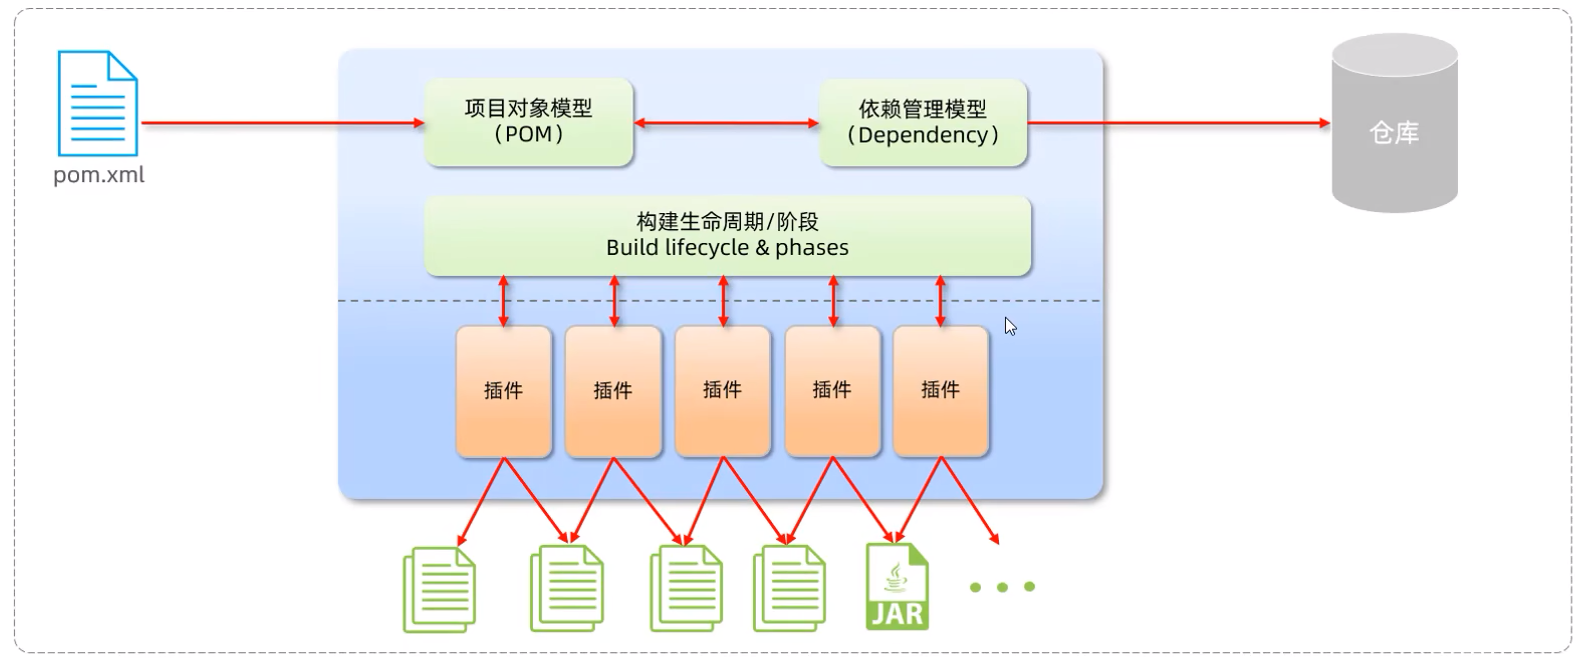 项目对象模型
（POM）
依赖管理模型
（Dependency）
仓库
pom.xml
构建生命周期/阶段
Build lifecycle & phases
插件
插件
插件
插件
插件
JAR